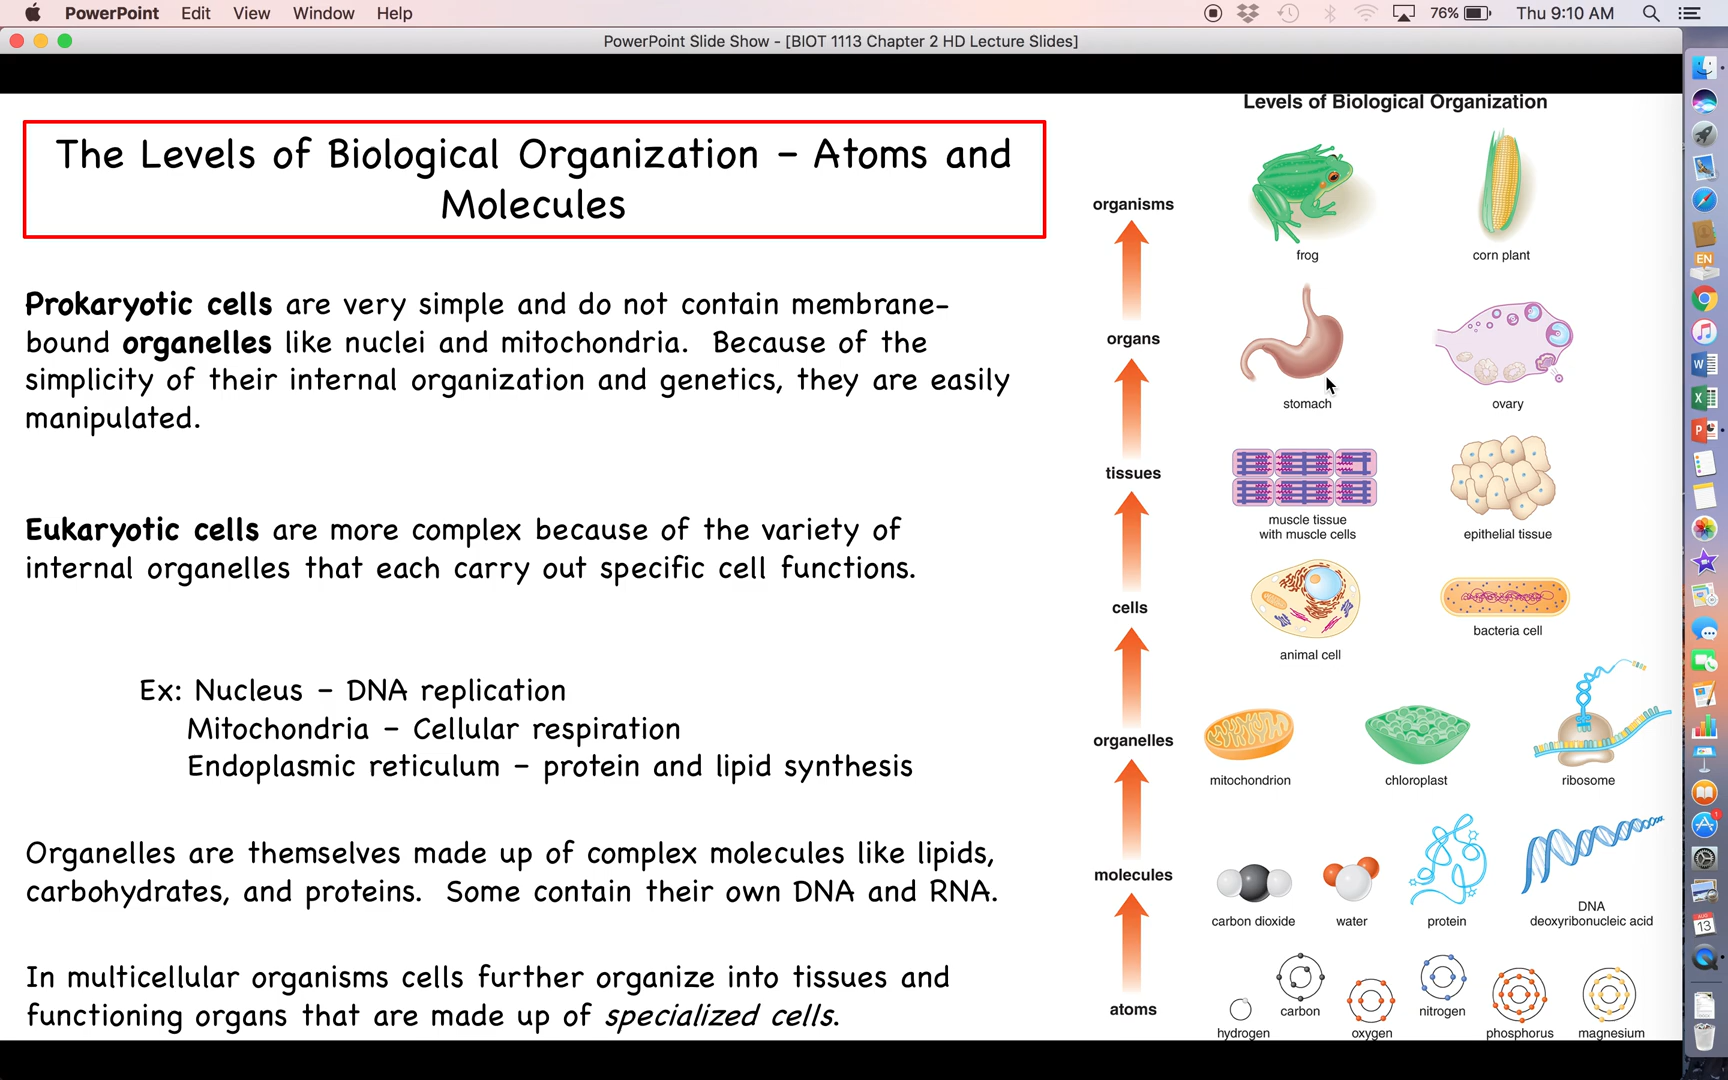 PowerPoint Edit View Window Help
76% Thu 9:10 AM
PowerPoint Slide Show - [BIOT 1113 Chapter 2 HD Lecture Slides]
The Levels of Biological Organization – Atoms and
Molecules
Prokaryotic cells are very simple and do not contain membrane-
bound organelles like nuclei and mitochondria. Because of the
simplicity of their internal organization and genetics, they are easily
manipulated.
Eukaryotic cells are more complex because of the variety of
internal organelles that each carry out specific cell functions.
Ex: Nucleus – DNA replication
Mitochondria – Cellular respiration
Endoplasmic reticulum – protein and lipid synthesis
Organelles are themselves made up of complex molecules like lipids,
carbohydrates, and proteins. Some contain their own DNA and RNA.
In multicellular organisms cells further organize into tissues and
functioning organs that are made up of specialized cells.
Levels of Biological Organization
organisms
frog
corn plant
organs
stomach
ovary
tissues
muscle tissue
with muscle cells
epithelial tissue
cells
animal cell
bacteria cell
organelles
mitochondrion
chloroplast
ribosome
molecules
carbon dioxide
water
protein
DNA
deoxyribonucleic acid
atoms
hydrogen
carbon
oxygen
nitrogen
phosphorus
magnesium
EN
W
X
P
1
AUG
13